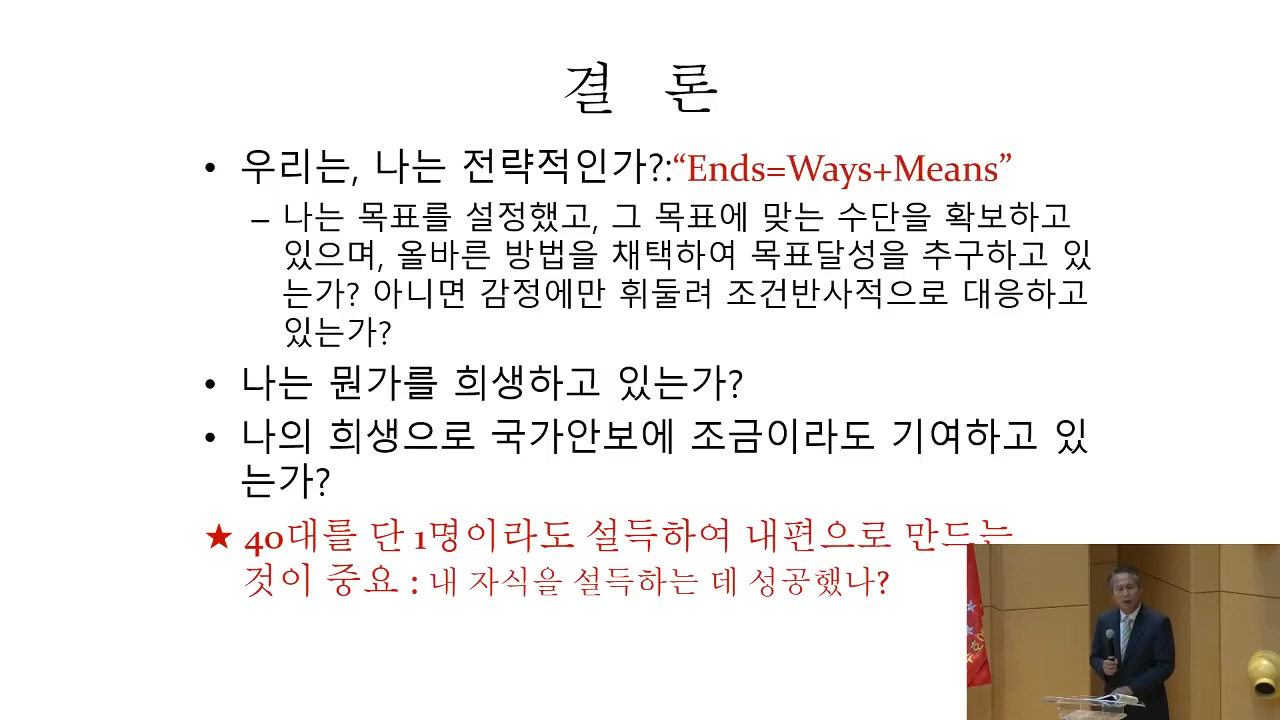 결 론
• 우리는, 나는 전략적인가?:“Ends=Ways+Means”
– 나는 목표를 설정했고, 그 목표에 맞는 수단을 확보하고
있으며, 올바른 방법을 채택하여 목표달성을 추구하고 있
는가? 아니면 감정에만 휘둘려 조건반사적으로 대응하고
있는가?
• 나는 뭔가를 희생하고 있는가?
• 나의 희생으로 국가안보에 조금이라도 기여하고 있
는가?
★ 40대를 단 1명이라도 설득하여 내편으로 만드는
것이 중요 : 내 자식을 설득하는 데 성공했나?